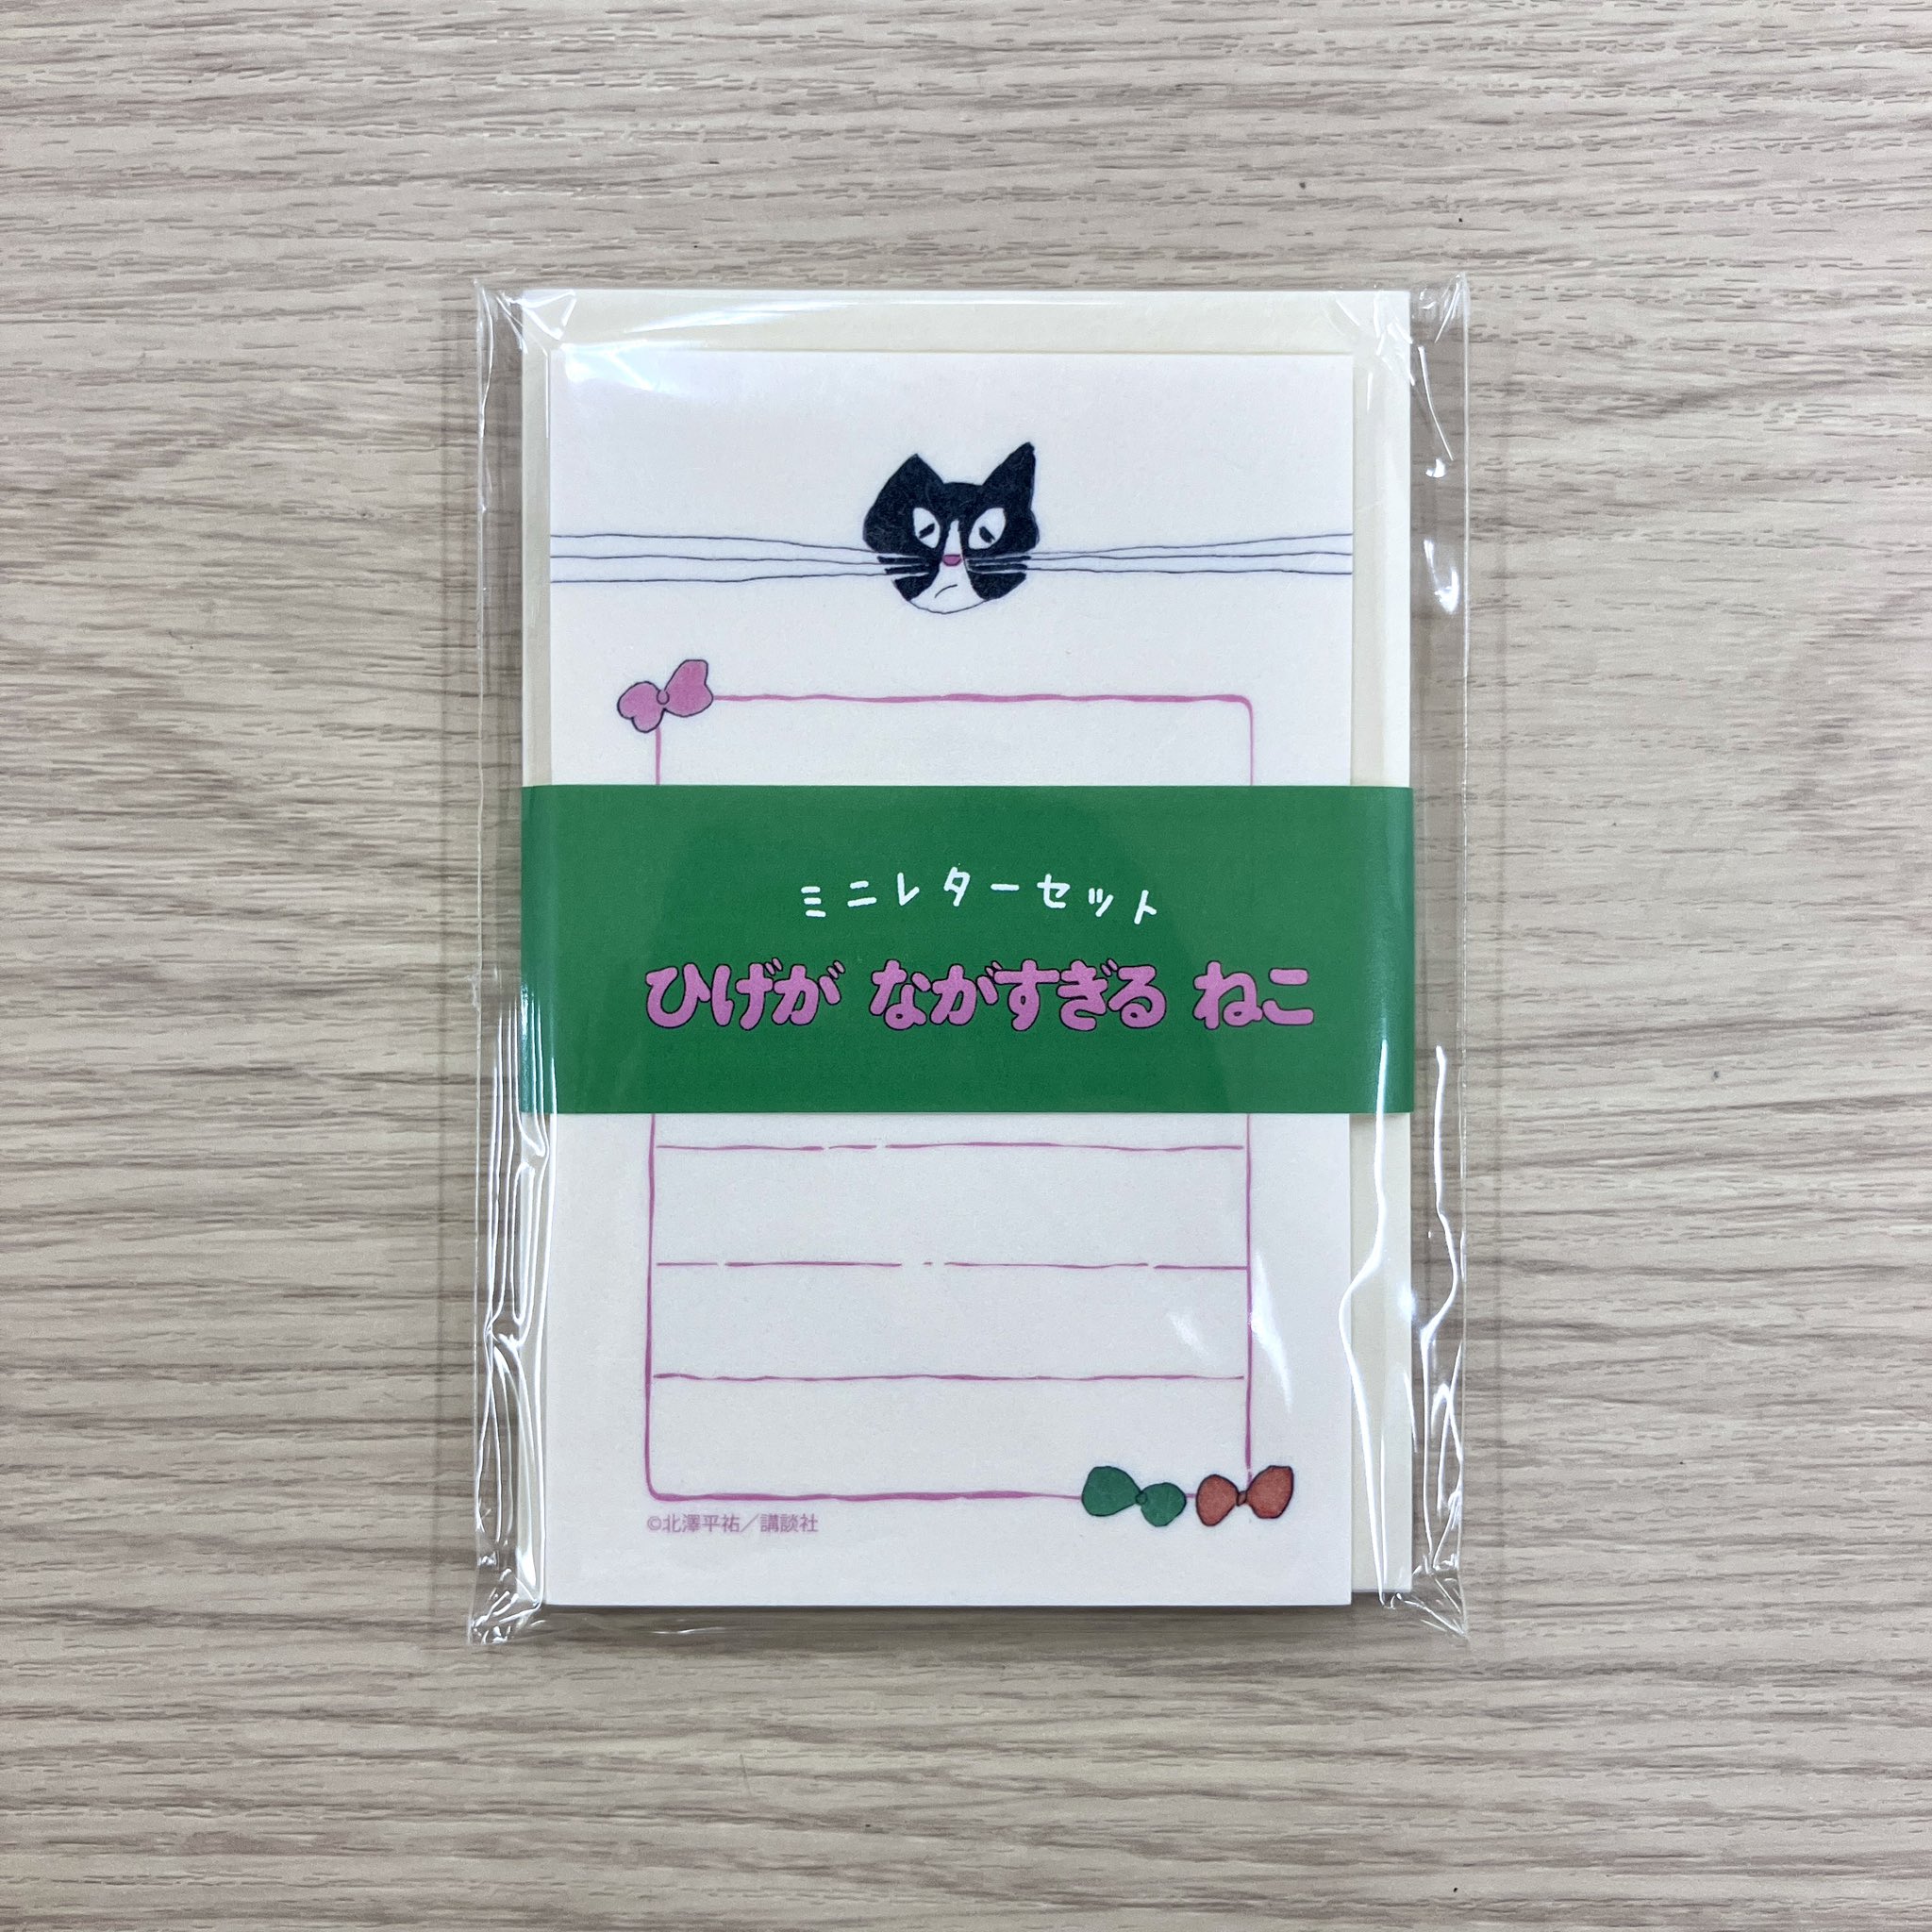 ミニレターセット
ひげが ながすぎる ねこ
©北澤平祐／講談社